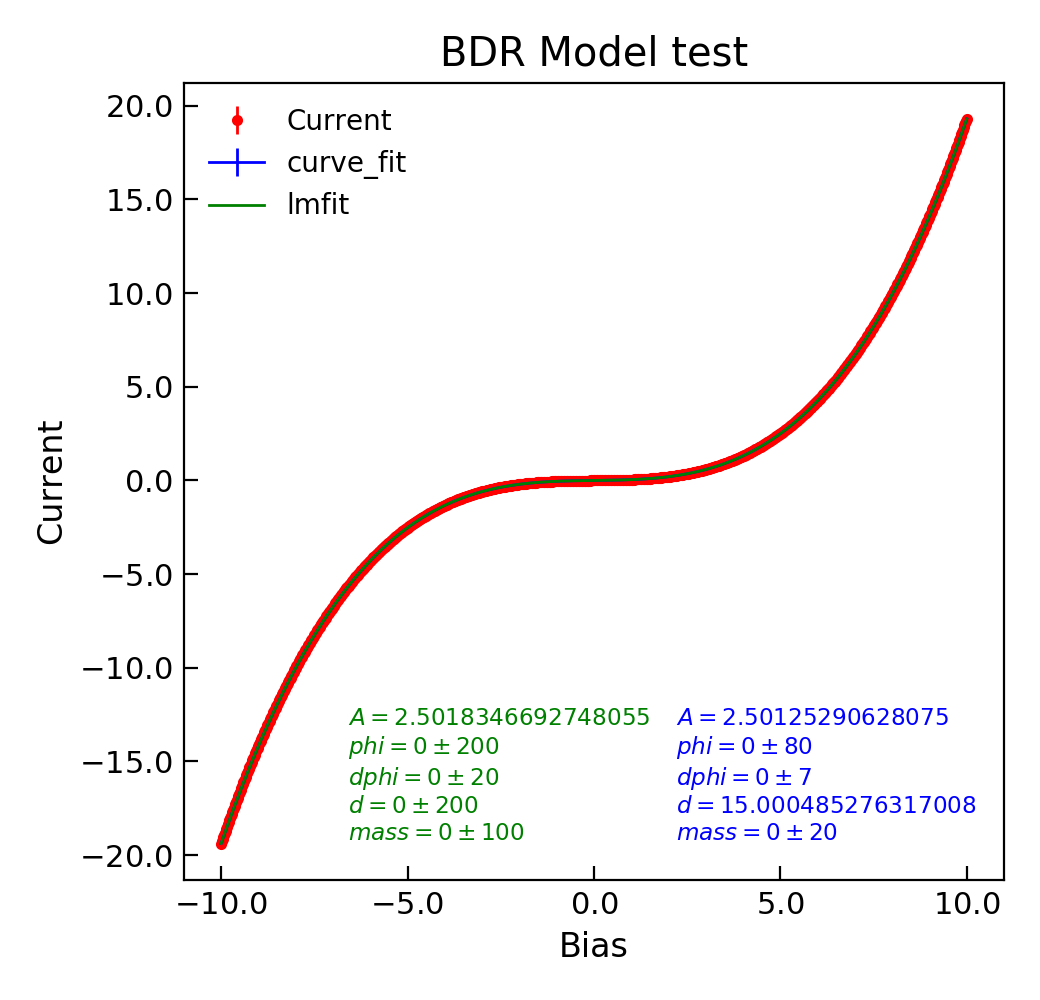 BDR Model test
20.0
15.0
10.0
5.0
0.0
−5.0
−10.0
−15.0
−20.0
Current
Current
curve_fit
lmfit
A = 2.5018346692748055
phi = 0 ± 200
dphi = 0 ± 20
d = 0 ± 200
mass = 0 ± 100
A = 2.50125290628075
phi = 0 ± 80
dphi = 0 ± 7
d = 15.000485276317008
mass = 0 ± 20
−10.0
−5.0
0.0
5.0
10.0
Bias